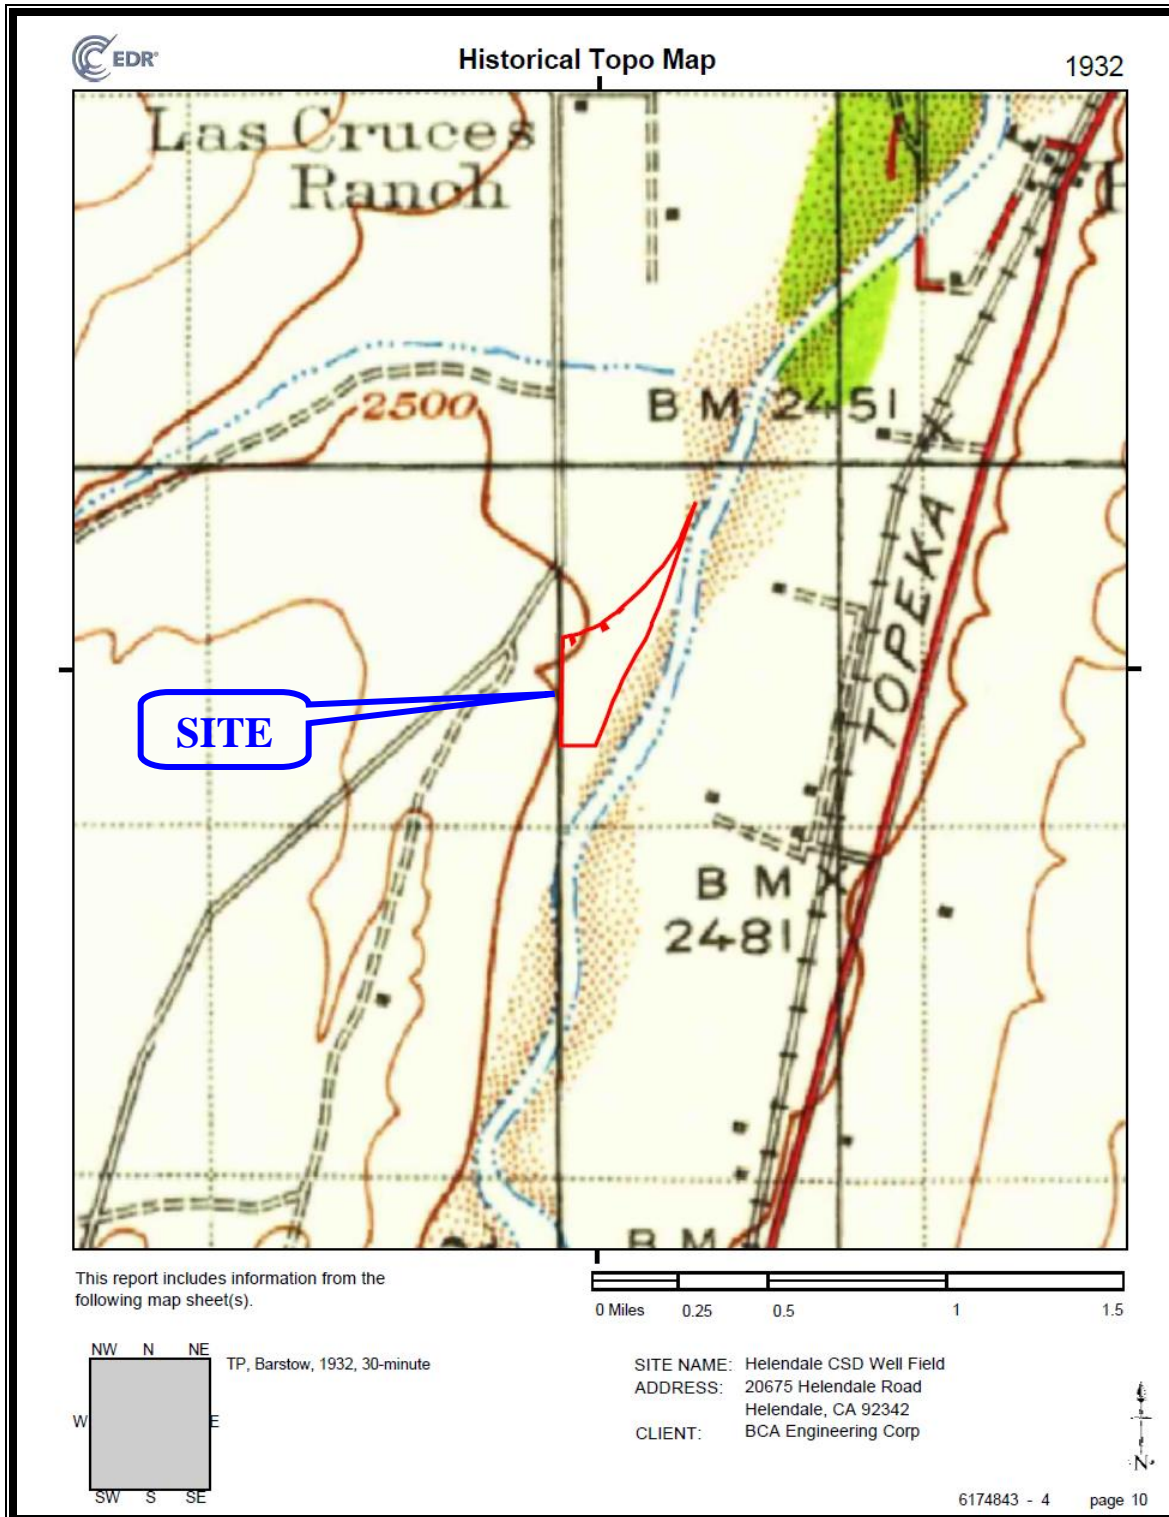 EDR®
Historical Topo Map
1932
Las Cruces
Ranch
2500
B M 2451
TOPEKA
SITE
B M X
2481
B M
This report includes information from the
following map sheet(s).
0 Miles 0.25 0.5 1 1.5
NW N NE
W E
SW S SE
TP, Barstow, 1932, 30-minute
SITE NAME: Helendale CSD Well Field
ADDRESS: 20675 Helendale Road
Helendale, CA 92342
CLIENT: BCA Engineering Corp
N
6174843 - 4 page 10